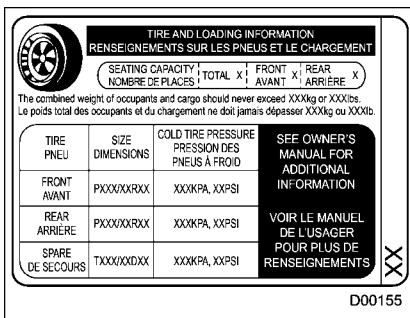 TIRE AND LOADING INFORMATION
RENSEIGNEMENTS SUR LES PNEUS ET LE CHARGEMENT
SEATING CAPACITY
NOMBRE DE PLACES
TOTAL X
FRONT
AVANT
X
REAR
ARRIÈRE
X
The combined weight of occupants and cargo should never exceed XXXkg or XXXlbs.
Le poids total des occupants et du chargement ne doit jamais dépasser XXXkg ou XXXlb.
TIRE
PNEU
SIZE
DIMENSIONS
COLD TIRE PRESSURE
PRESSION DES
PNEUS À FROID
FRONT
AVANT
PXXX/XXRXX
XXXKPA, XXPSI
REAR
ARRIÈRE
PXXX/XXRXX
XXXKPA, XXPSI
SPARE
DE SECOURS
TXXX/XXDXX
XXXKPA, XXPSI
SEE OWNER'S
MANUAL FOR
ADDITIONAL
INFORMATION
VOIR LE MANUEL
DE L'USAGER
POUR PLUS DE
RENSEIGNEMENTS
XX
D00155